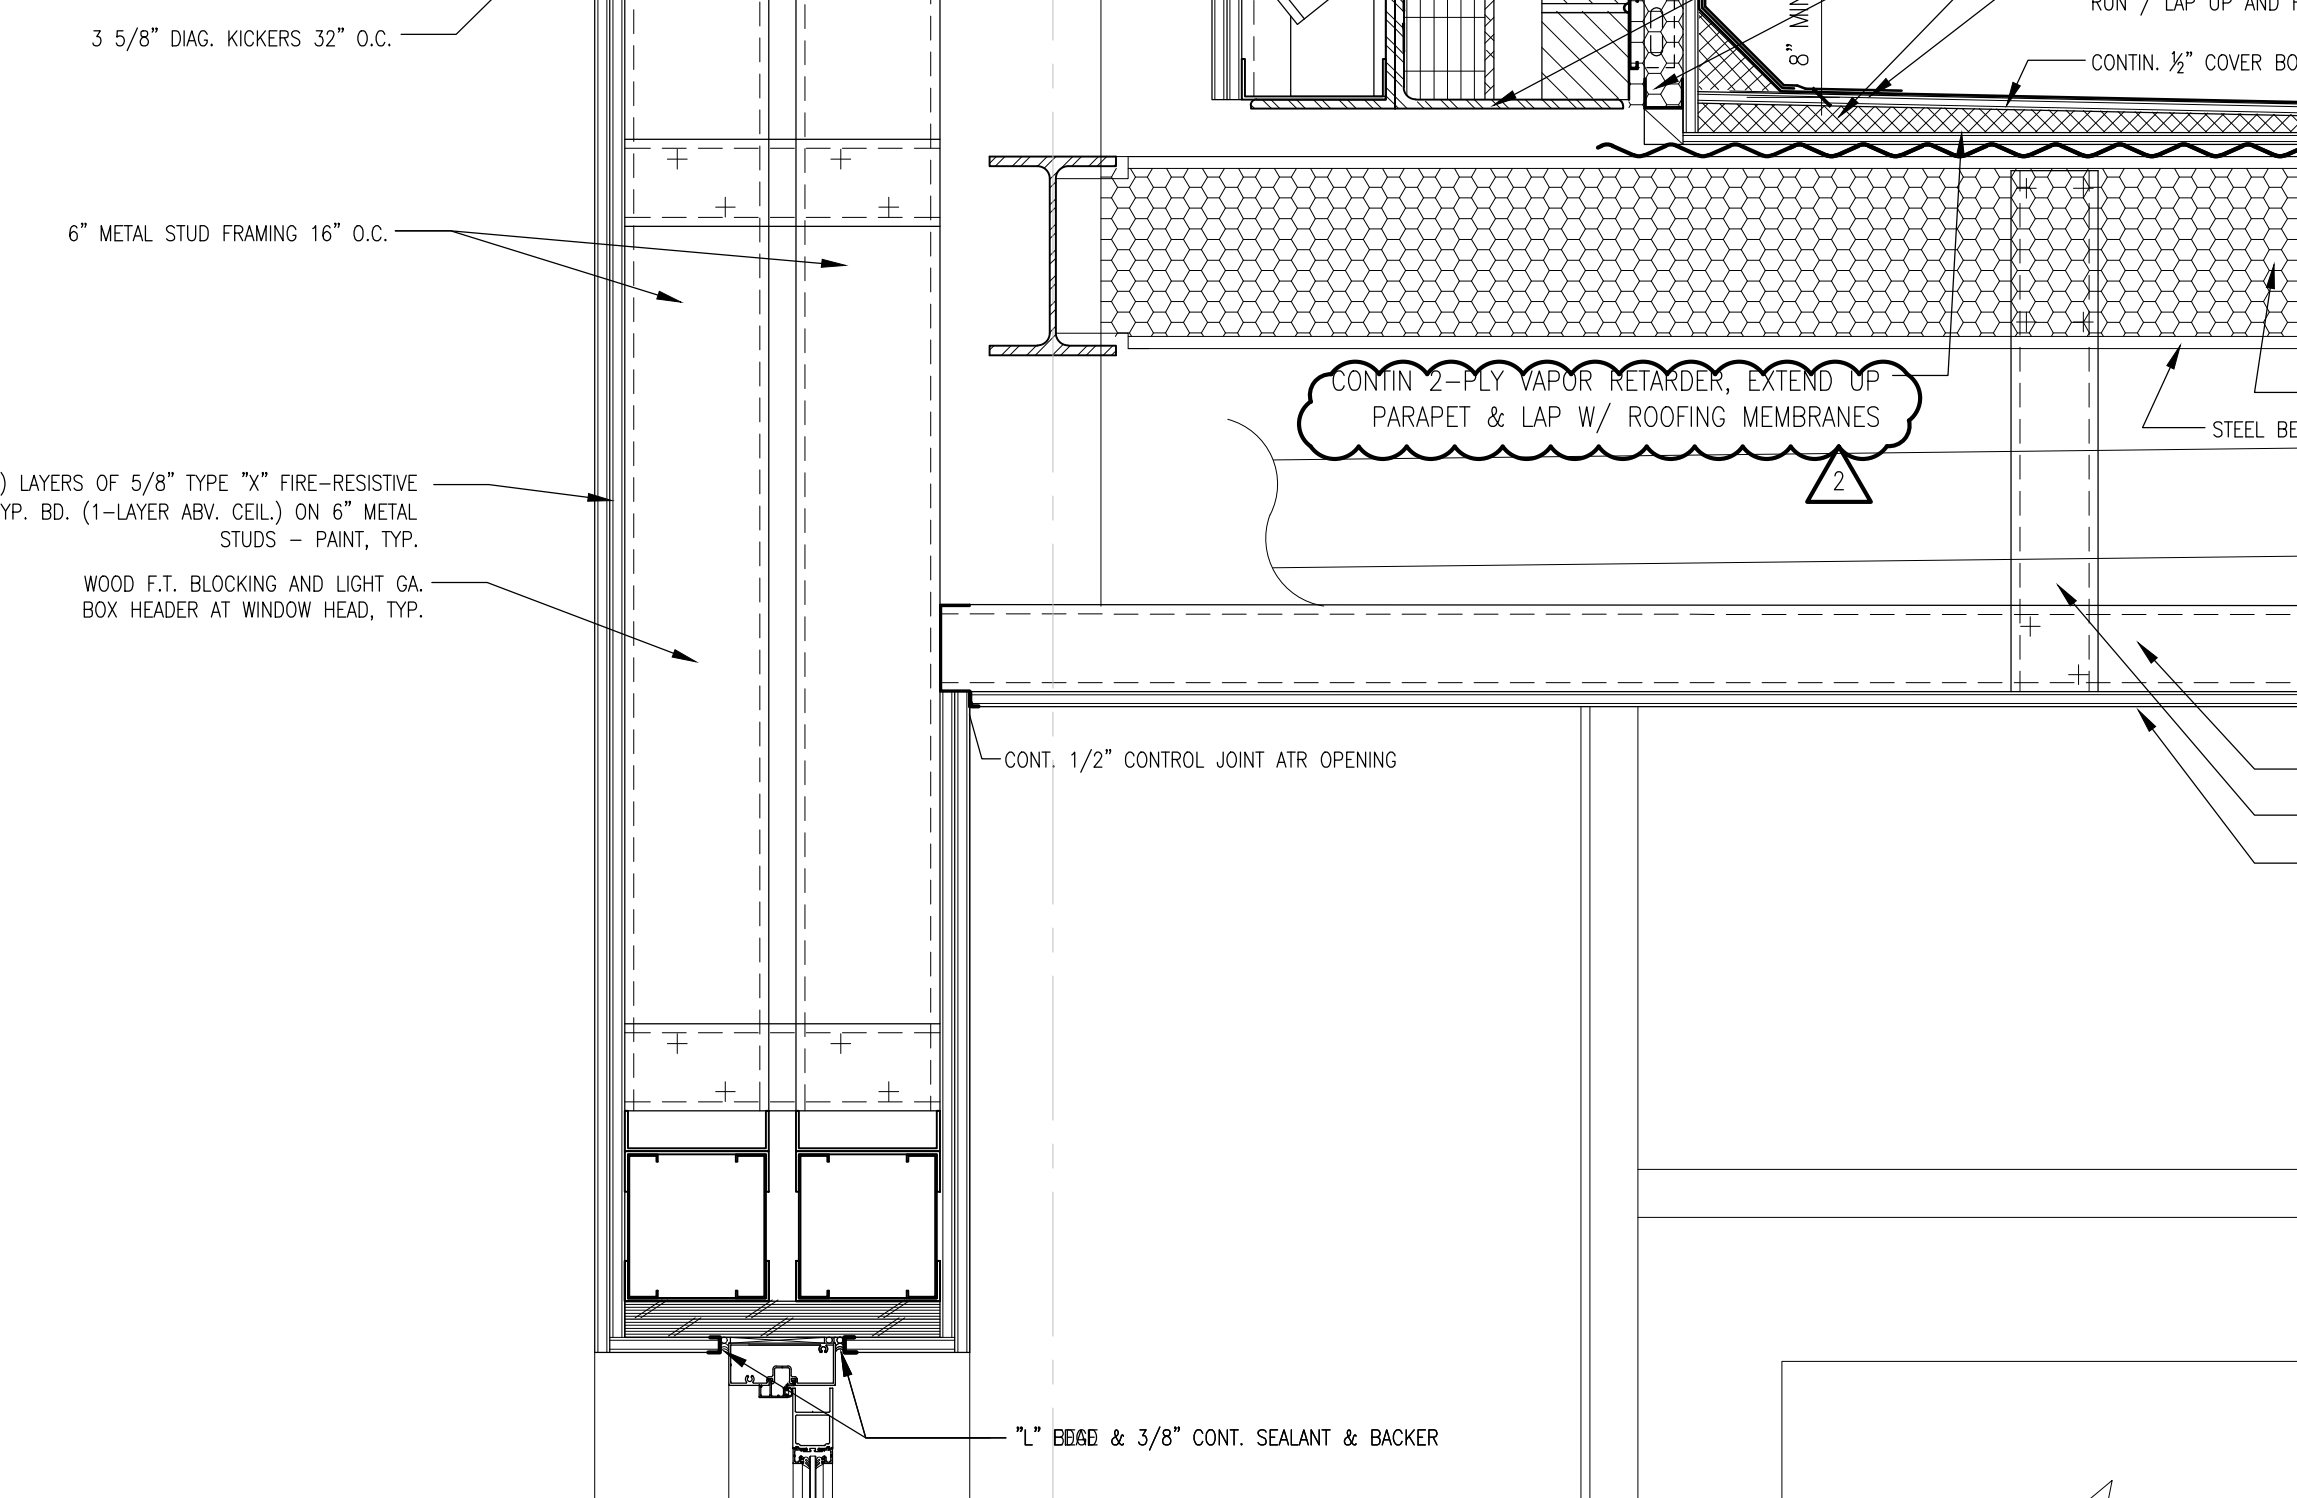 3 5/8" DIAG. KICKERS 32" O.C.
8" MIN
RUN / LAP UP AND
CONTIN. ½" COVER BO
6" METAL STUD FRAMING 16" O.C.
CONTIN 2-PLY VAPOR RETARDER, EXTEND UP
PARAPET & LAP W/ ROOFING MEMBRANES
2
STEEL BE
) LAYERS OF 5/8" TYPE "X" FIRE-RESISTIVE
YP. BD. (1-LAYER ABV. CEIL.) ON 6" METAL
STUDS - PAINT, TYP.
WOOD F.T. BLOCKING AND LIGHT GA.
BOX HEADER AT WINDOW HEAD, TYP.
CONT. 1/2" CONTROL JOINT ATR OPENING
"L" & 3/8" CONT. SEALANT & BACKER